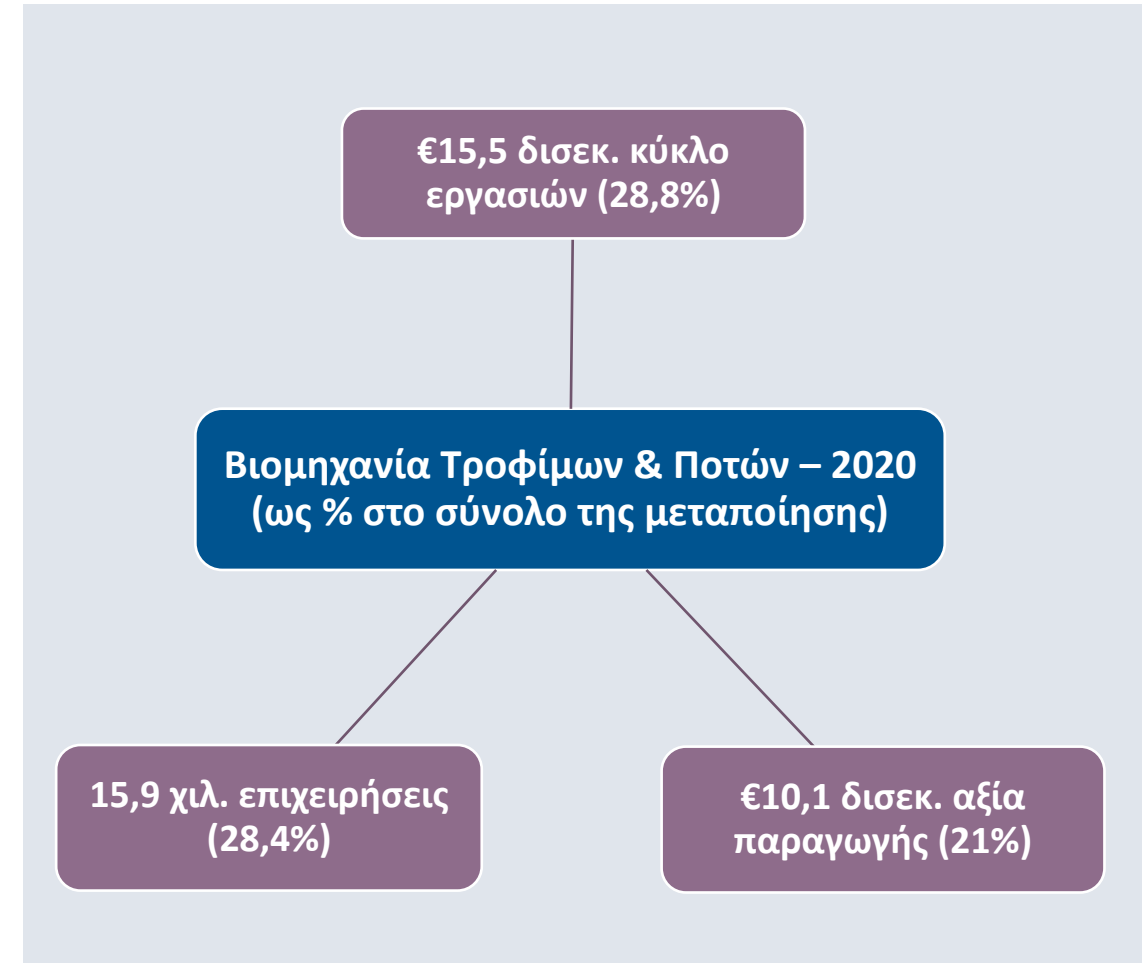 €15,5 δισεκ. κύκλο
εργασιών (28,8%)
Βιομηχανία Τροφίμων & Ποτών – 2020
(ως % στο σύνολο της μεταποίησης)
15,9 χιλ. επιχειρήσεις
(28,4%)
€10,1 δισεκ. αξία
παραγωγής (21%)